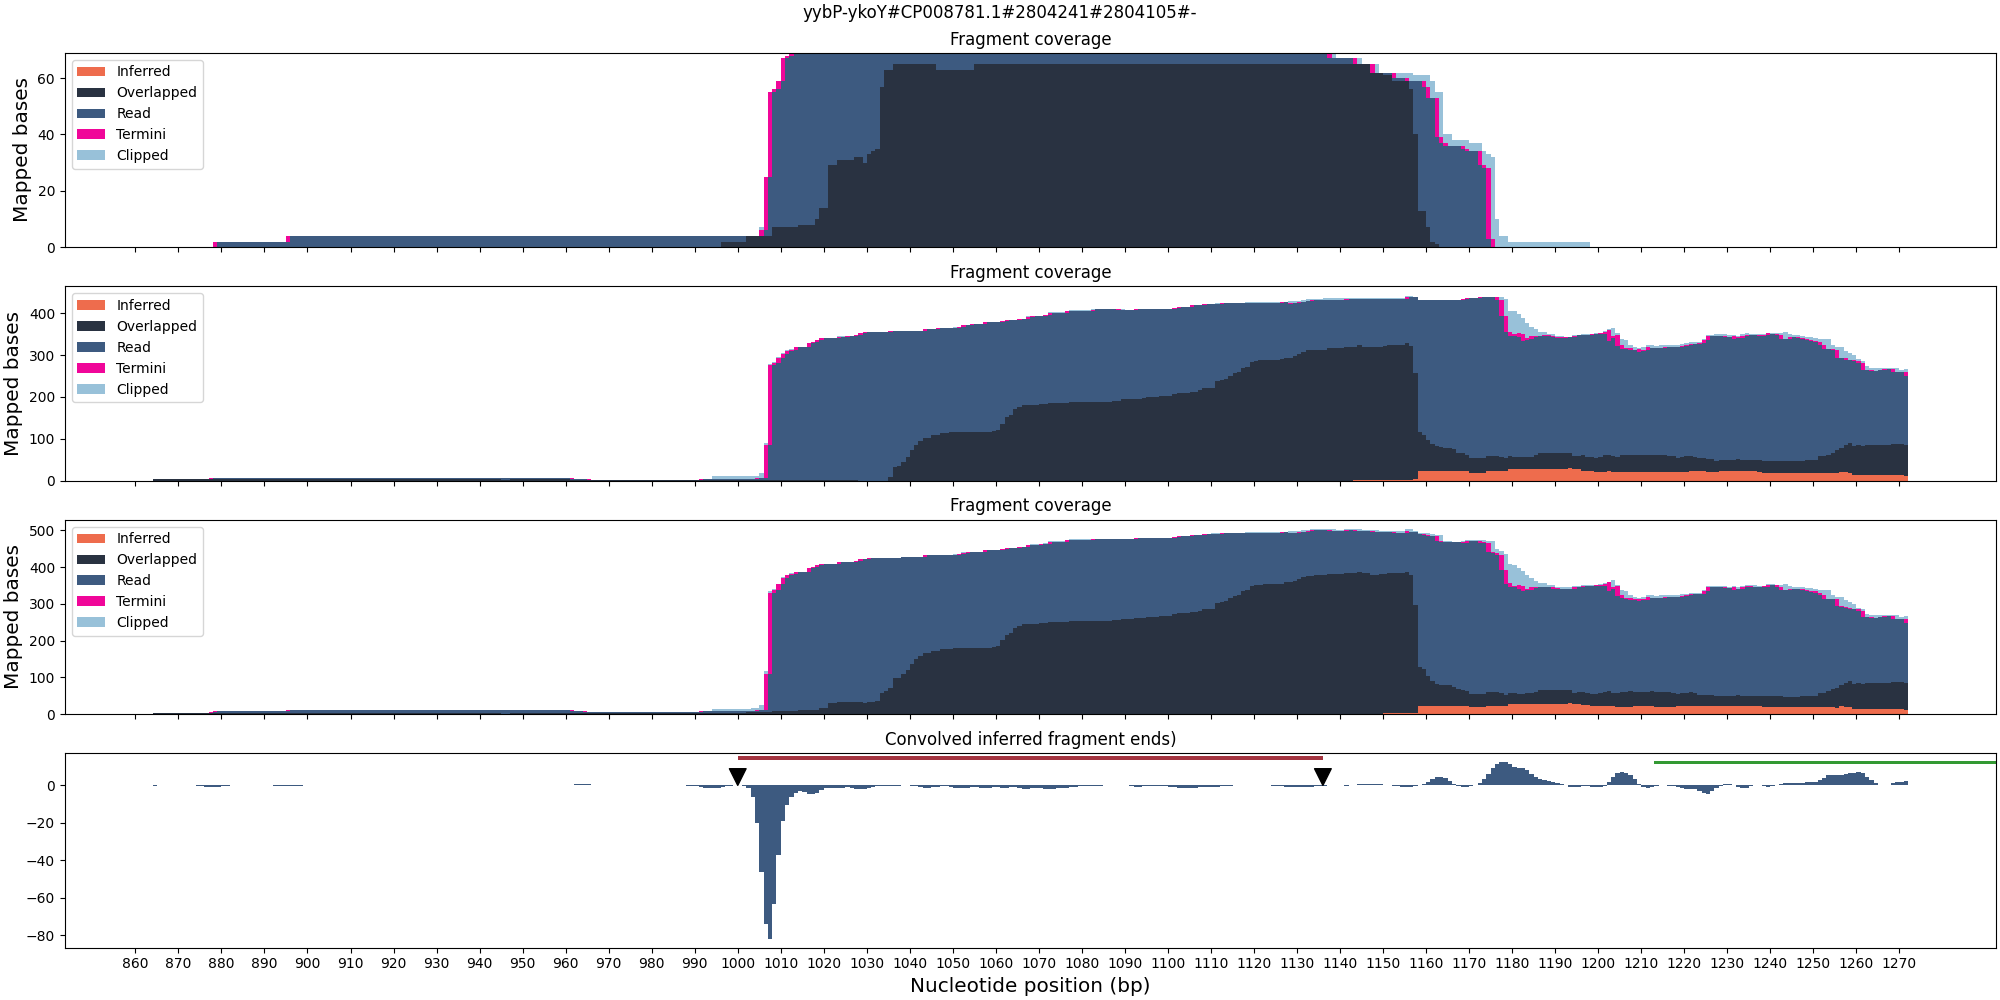 yybP-ykoY#CP008781.1#2804241#2804105#-
Fragment coverage
Mapped bases
60
40
20
0
Inferred
Overlapped
Read
Termini
Clipped
Fragment coverage
Mapped bases
400
300
200
100
0
Inferred
Overlapped
Read
Termini
Clipped
Fragment coverage
Mapped bases
500
400
300
200
100
0
Inferred
Overlapped
Read
Termini
Clipped
Convolved inferred fragment ends)
0
−20
−40
−60
−80
860 870 880 890 900 910 920 930 940 950 960 970 980 990 1000 1010 1020 1030 1040 1050 1060 1070 1080 1090 1100 1110 1120 1130 1140 1150 1160 1170 1180 1190 1200 1210 1220 1230 1240 1250 1260 1270
Nucleotide position (bp)